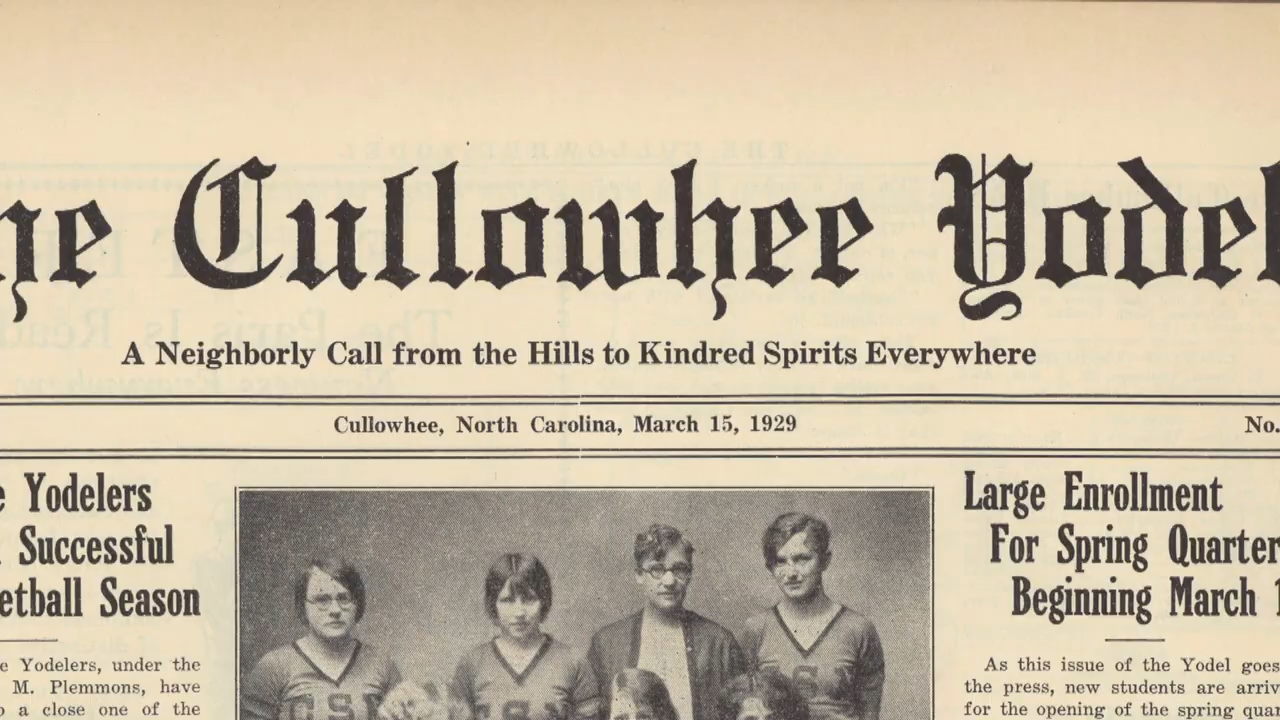 he Cullowhee Yodel
A Neighborly Call from the Hills to Kindred Spirits Everywhere
Cullowhee, North Carolina, March 15, 1929
No.
e Yodelers
Successful
etball Season
e Yodelers, under the
M. Plemmons, have
o a close one of the
CSN
S
Large Enrollment
For Spring Quarter
Beginning March 1
As this issue of the Yodel goes
the press, new students are arriv
for the opening of the spring quar